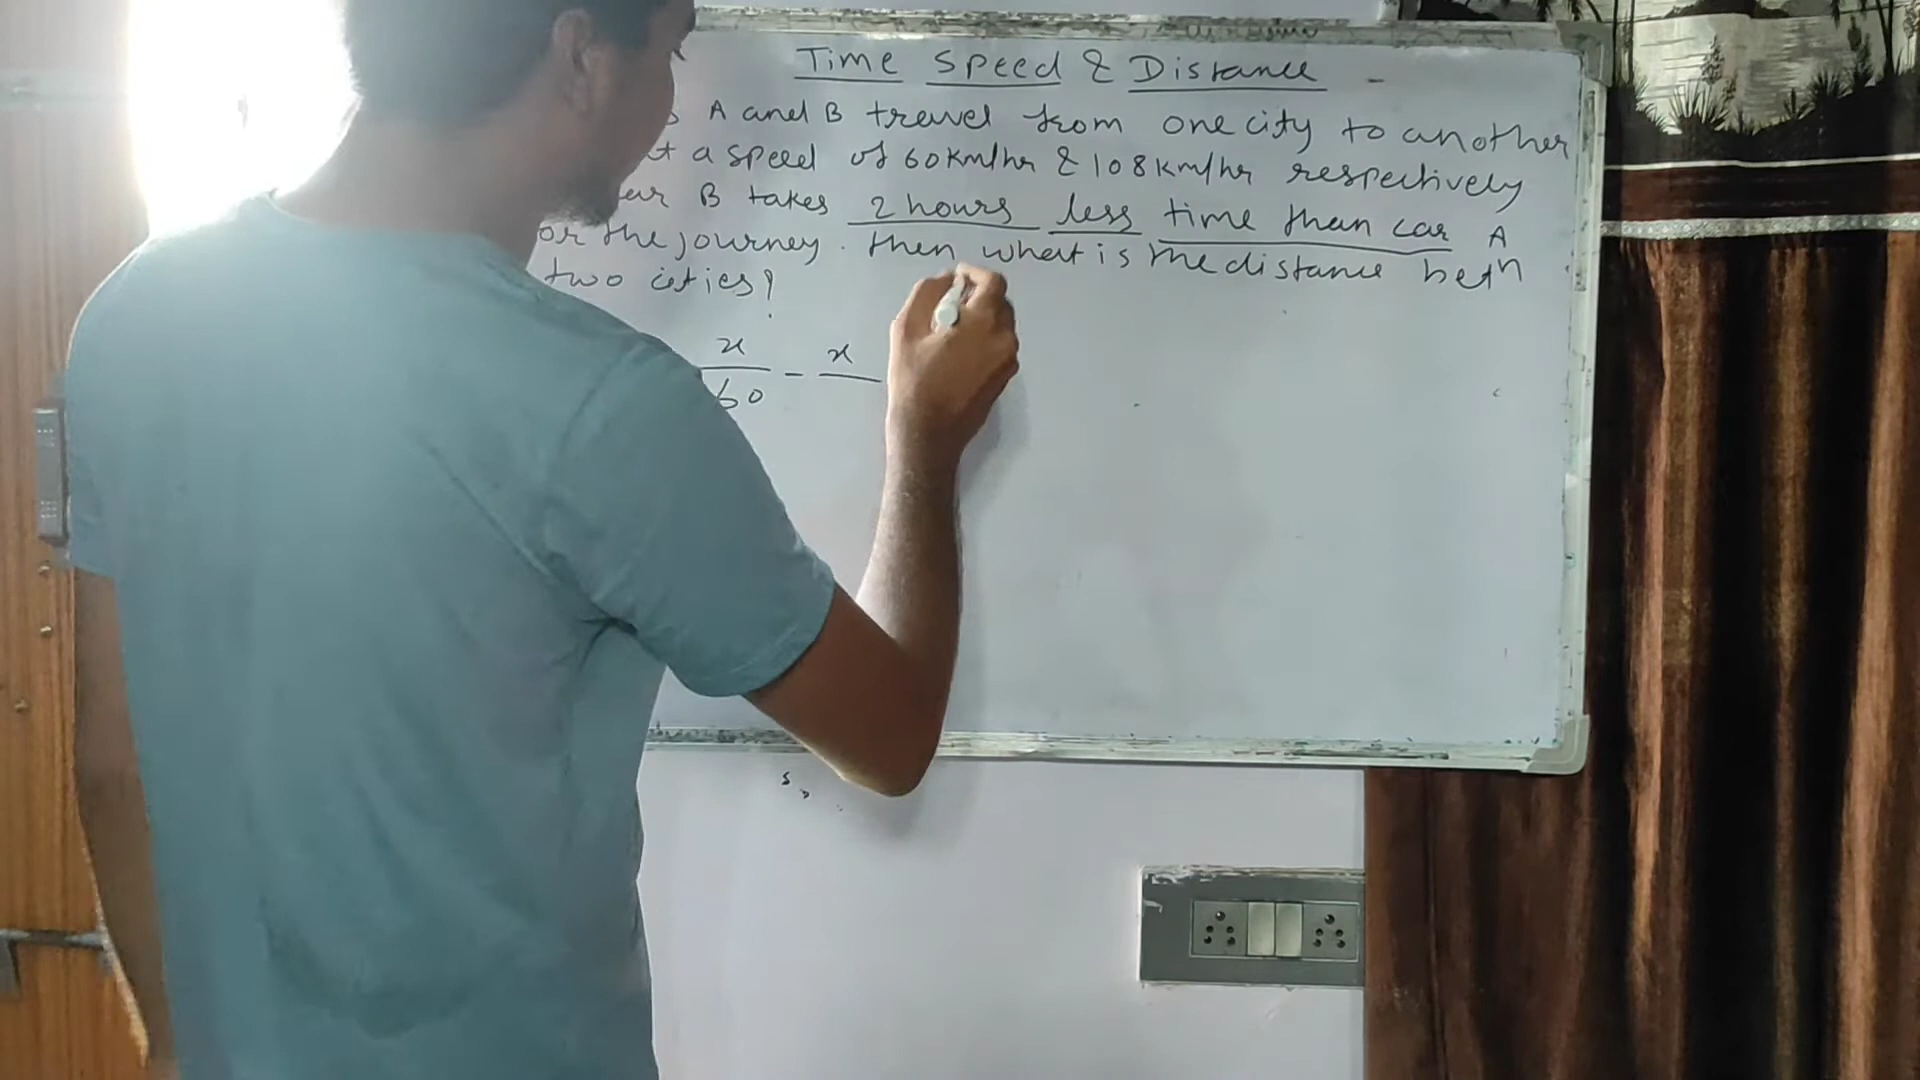 Time Speed & Distance
A and B travel from one city to another
at a speed of 60km/hr & 108km/hr respectively
B takes 2 hours less time than car A
or the journey. then what is the distance betn
two cities?
x x
60